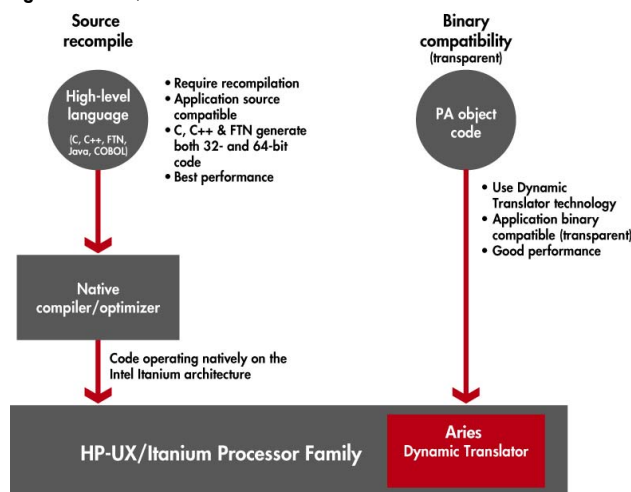 Source
recompile
High-level
language
(C, C++, FTN,
Java, COBOL)
• Require recompilation
• Application source
compatible
• C, C++ & FTN generate
both 32- and 64-bit
code
• Best performance
Native
compiler/optimizer
Code operating natively on the
Intel Itanium architecture
Binary
compatibility
(transparent)
PA object
code
• Use Dynamic
Translator technology
• Application binary
compatible (transparent)
• Good performance
HP-UX/Itanium Processor Family
Aries
Dynamic Translator